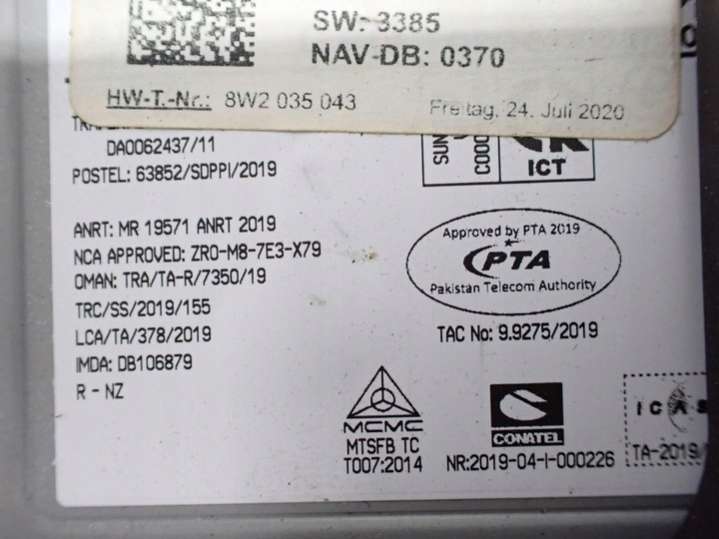 SW: 3385
NAV-DB: 0370
HW-T.-Nr.: 8W2 035 043
Freitag, 24. Juli 2020
DA0062437/11
POSTEL: 63852/SDPPI/2019
ICT
ANRT: MR 19571 ANRT 2019
NCA APPROVED: ZRO-M8-7E3-X79
OMAN: TRA/TA-R/7350/19
TRC/SS/2019/155
LCA/TA/378/2019
IMDA: DB106879
R - NZ
Approved by PTA 2019
PTA
Pakistan Telecom Authority
TAC No: 9.9275/2019
MCMC
MTSFB TC
T007:2014
CONATEL
NR:2019-04-I-000226
ICAS
TA-2019/